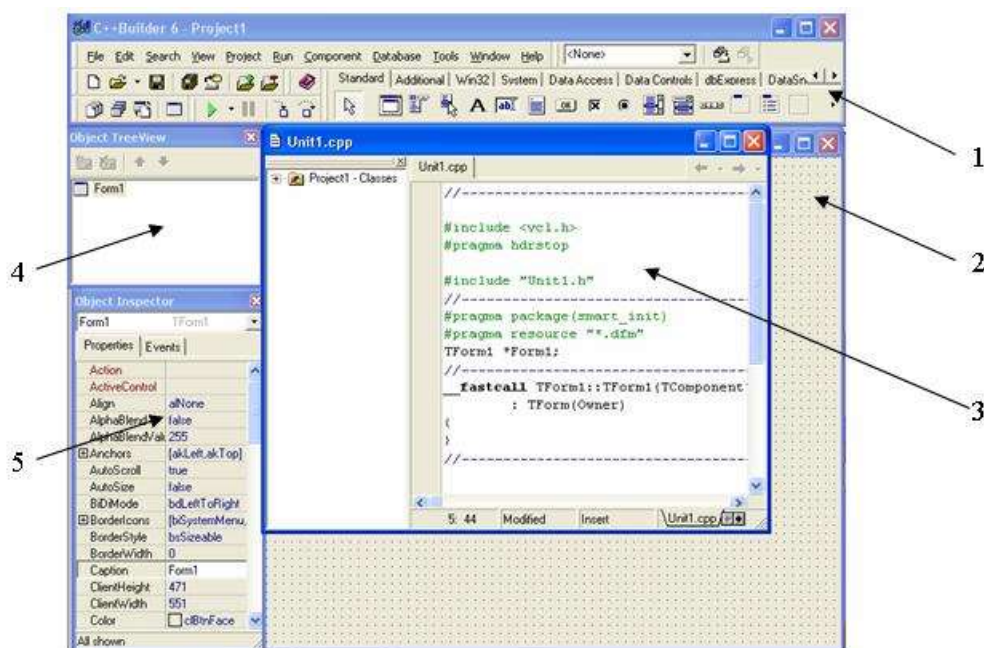 C++Builder 6 - Project1
File Edit Search View Project Run Component Database Tools Window Help <None>
Standard Additional Win32 System Data Access Data Controls dbExpress DataSn
1
Object TreeView
Form1
4
Unit1.cpp
Project1 - Classes
Unit1.cpp
//----------------------------------
#include <vcl.h>
#pragma hdrstop
#include "Unit1.h"
//----------------------------------
#pragma package(smart_init)
#pragma resource "*.dfm"
TForm1 *Form1;
//----------------------------------
__fastcall TForm1::TForm1(TComponent
: TForm(Owner)
{
}
//----------------------------------
5: 44 Modified Insert Unit1.cpp
2
3
Object Inspector
Form1 TForm1
Properties Events
Action
ActiveControl
Align alNone
AlphaBlend false
AlphaBlendVal 255
Anchors [akLeft,akTop]
AutoScroll true
AutoSize false
BiDiMode bdLeftToRight
BorderIcons [biSystemMenu,
BorderStyle bsSizeable
BorderWidth 0
Caption Form1
ClientHeight 471
ClientWidth 551
Color clBtnFace
All shown
5